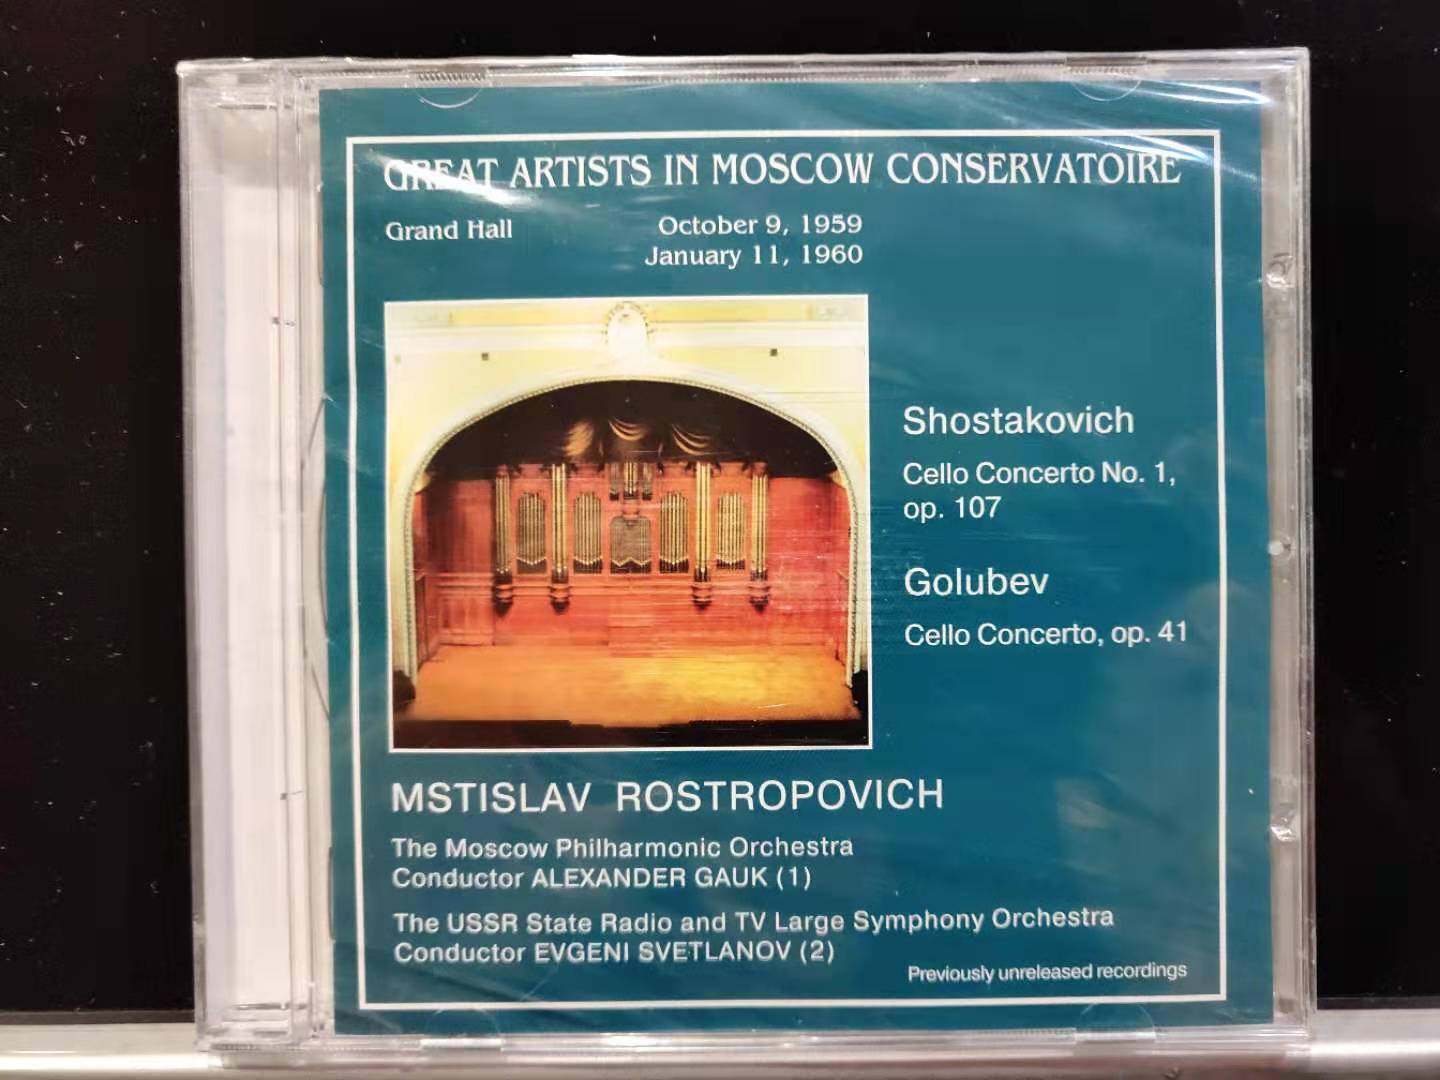 GREAT ARTISTS IN MOSCOW CONSERVATOIRE
Grand Hall
October 9, 1959
January 11, 1960
Shostakovich
Cello Concerto No. 1,
op. 107
Golubev
Cello Concerto, op. 41
MSTISLAV ROSTROPOVICH
The Moscow Philharmonic Orchestra
Conductor ALEXANDER GAUK (1)
The USSR State Radio and TV Large Symphony Orchestra
Conductor EVGENI SVETLANOV (2)
Previously unreleased recordings